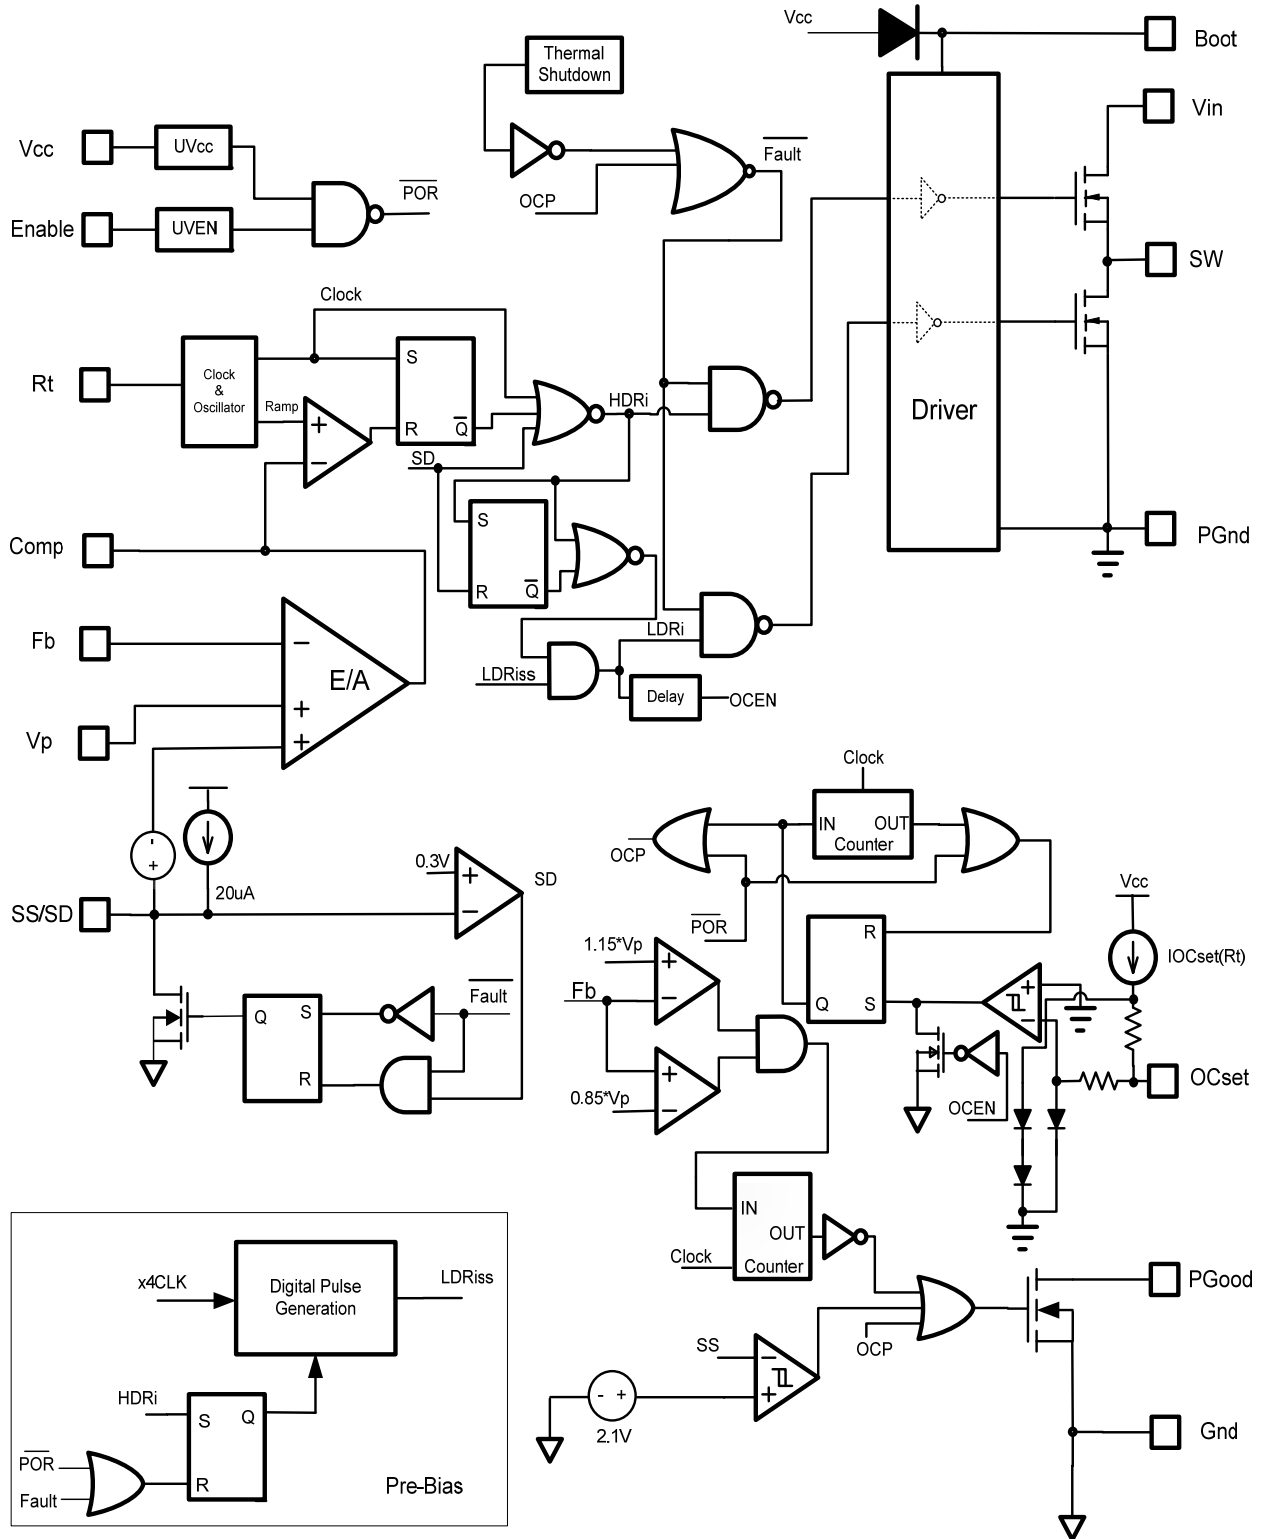 Vcc
Boot
Thermal
Shutdown
Vin
Vcc
UVcc
Fault
POR
OCP
Enable
UVEN
SW
Clock
Rt
Clock
&
Oscillator
Ramp
S
R
Q
HDRi
SD
Driver
+
−
S
R
Q
Comp
PGnd
Fb
−
E/A
+
+
Vp
LDRi
LDRiss
Delay
OCEN
Clock
IN
OUT
Counter
OCP
-
+
20uA
0.3V
+
−
SD
SS/SD
POR
Vcc
IOCset(Rt)
1.15*Vp
+
−
Fb
R
Q
S
+
−
Fault
Q
S
R
0.85*Vp
+
−
OCEN
OCset
IN
OUT
Counter
Clock
x4CLK
Digital Pulse
Generation
LDRiss
PGood
OCP
SS
−
+
- +
2.1V
HDRi
S
Q
R
POR
Fault
Pre-Bias
Gnd